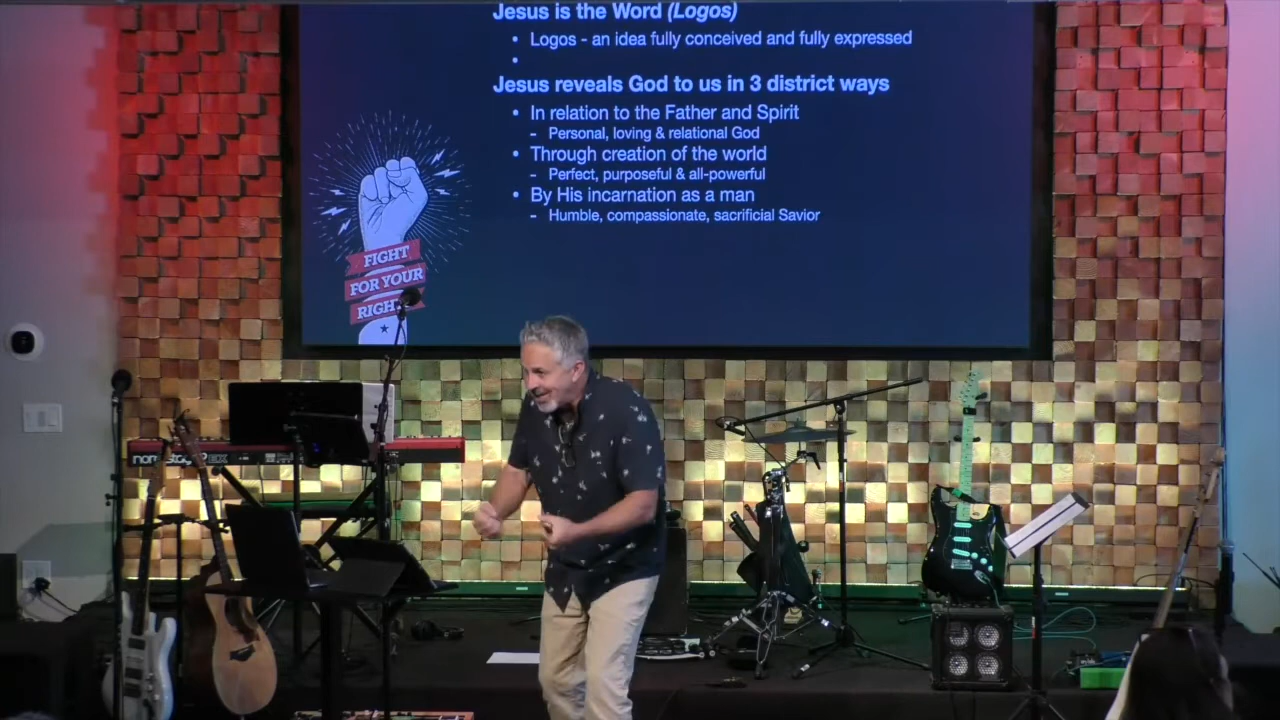 Jesus is the Word (Logos)
• Logos - an idea fully conceived and fully expressed
•
Jesus reveals God to us in 3 district ways
• In relation to the Father and Spirit
- Personal, loving & relational God
• Through creation of the world
- Perfect, purposeful & all-powerful
• By His incarnation as a man
- Humble, compassionate, sacrificial Savior
FIGHT
FOR YOUR